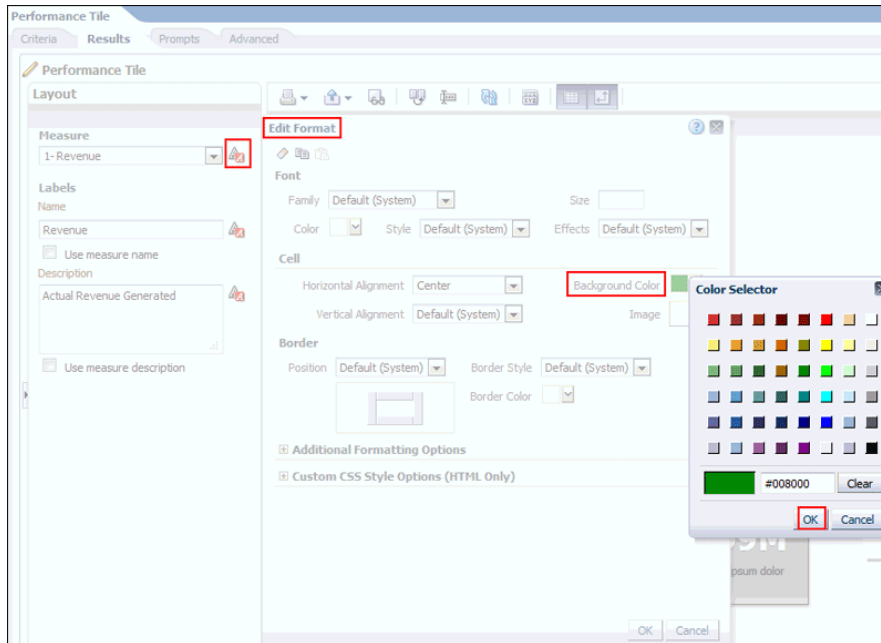 Performance Tile
Criteria Results Prompts Advanced
Performance Tile
Layout
Measure
1- Revenue
Labels
Name
Revenue
Use measure name
Description
Actual Revenue Generated
Use measure description
Edit Format
Font
Family Default (System) Size
Color Style Default (System) Effects Default (System)
Cell
Horizontal Alignment Center Background Color
Vertical Alignment Default (System) Image
Border
Position Default (System) Border Style Default (System)
Border Color
Additional Formatting Options
Custom CSS Style Options (HTML Only)
OK Cancel
Color Selector
#008000 Clear
OK Cancel
psum dolor